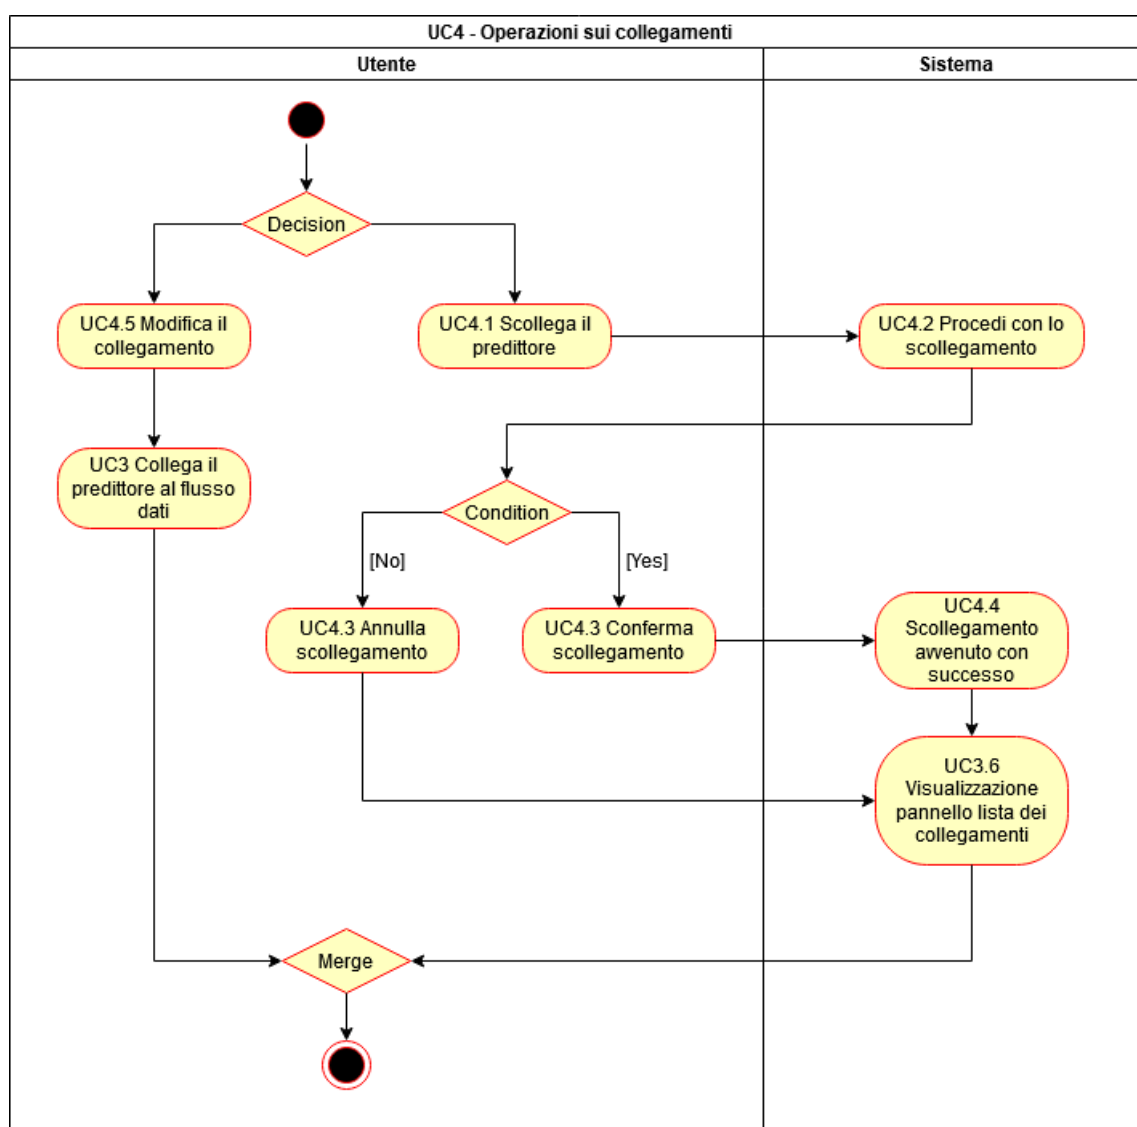 UC4 - Operazioni sui collegamenti
Utente
Sistema
Decision
UC4.5 Modifica il
collegamento
UC4.1 Scollega il
predittore
UC4.2 Procedi con lo
scollegamento
UC3 Collega il
predittore al flusso
dati
Condition
[No]
[Yes]
UC4.3 Annulla
scollegamento
UC4.3 Conferma
scollegamento
UC4.4
Scollegamento
avvenuto con
successo
UC3.6
Visualizzazione
pannello lista dei
collegamenti
Merge